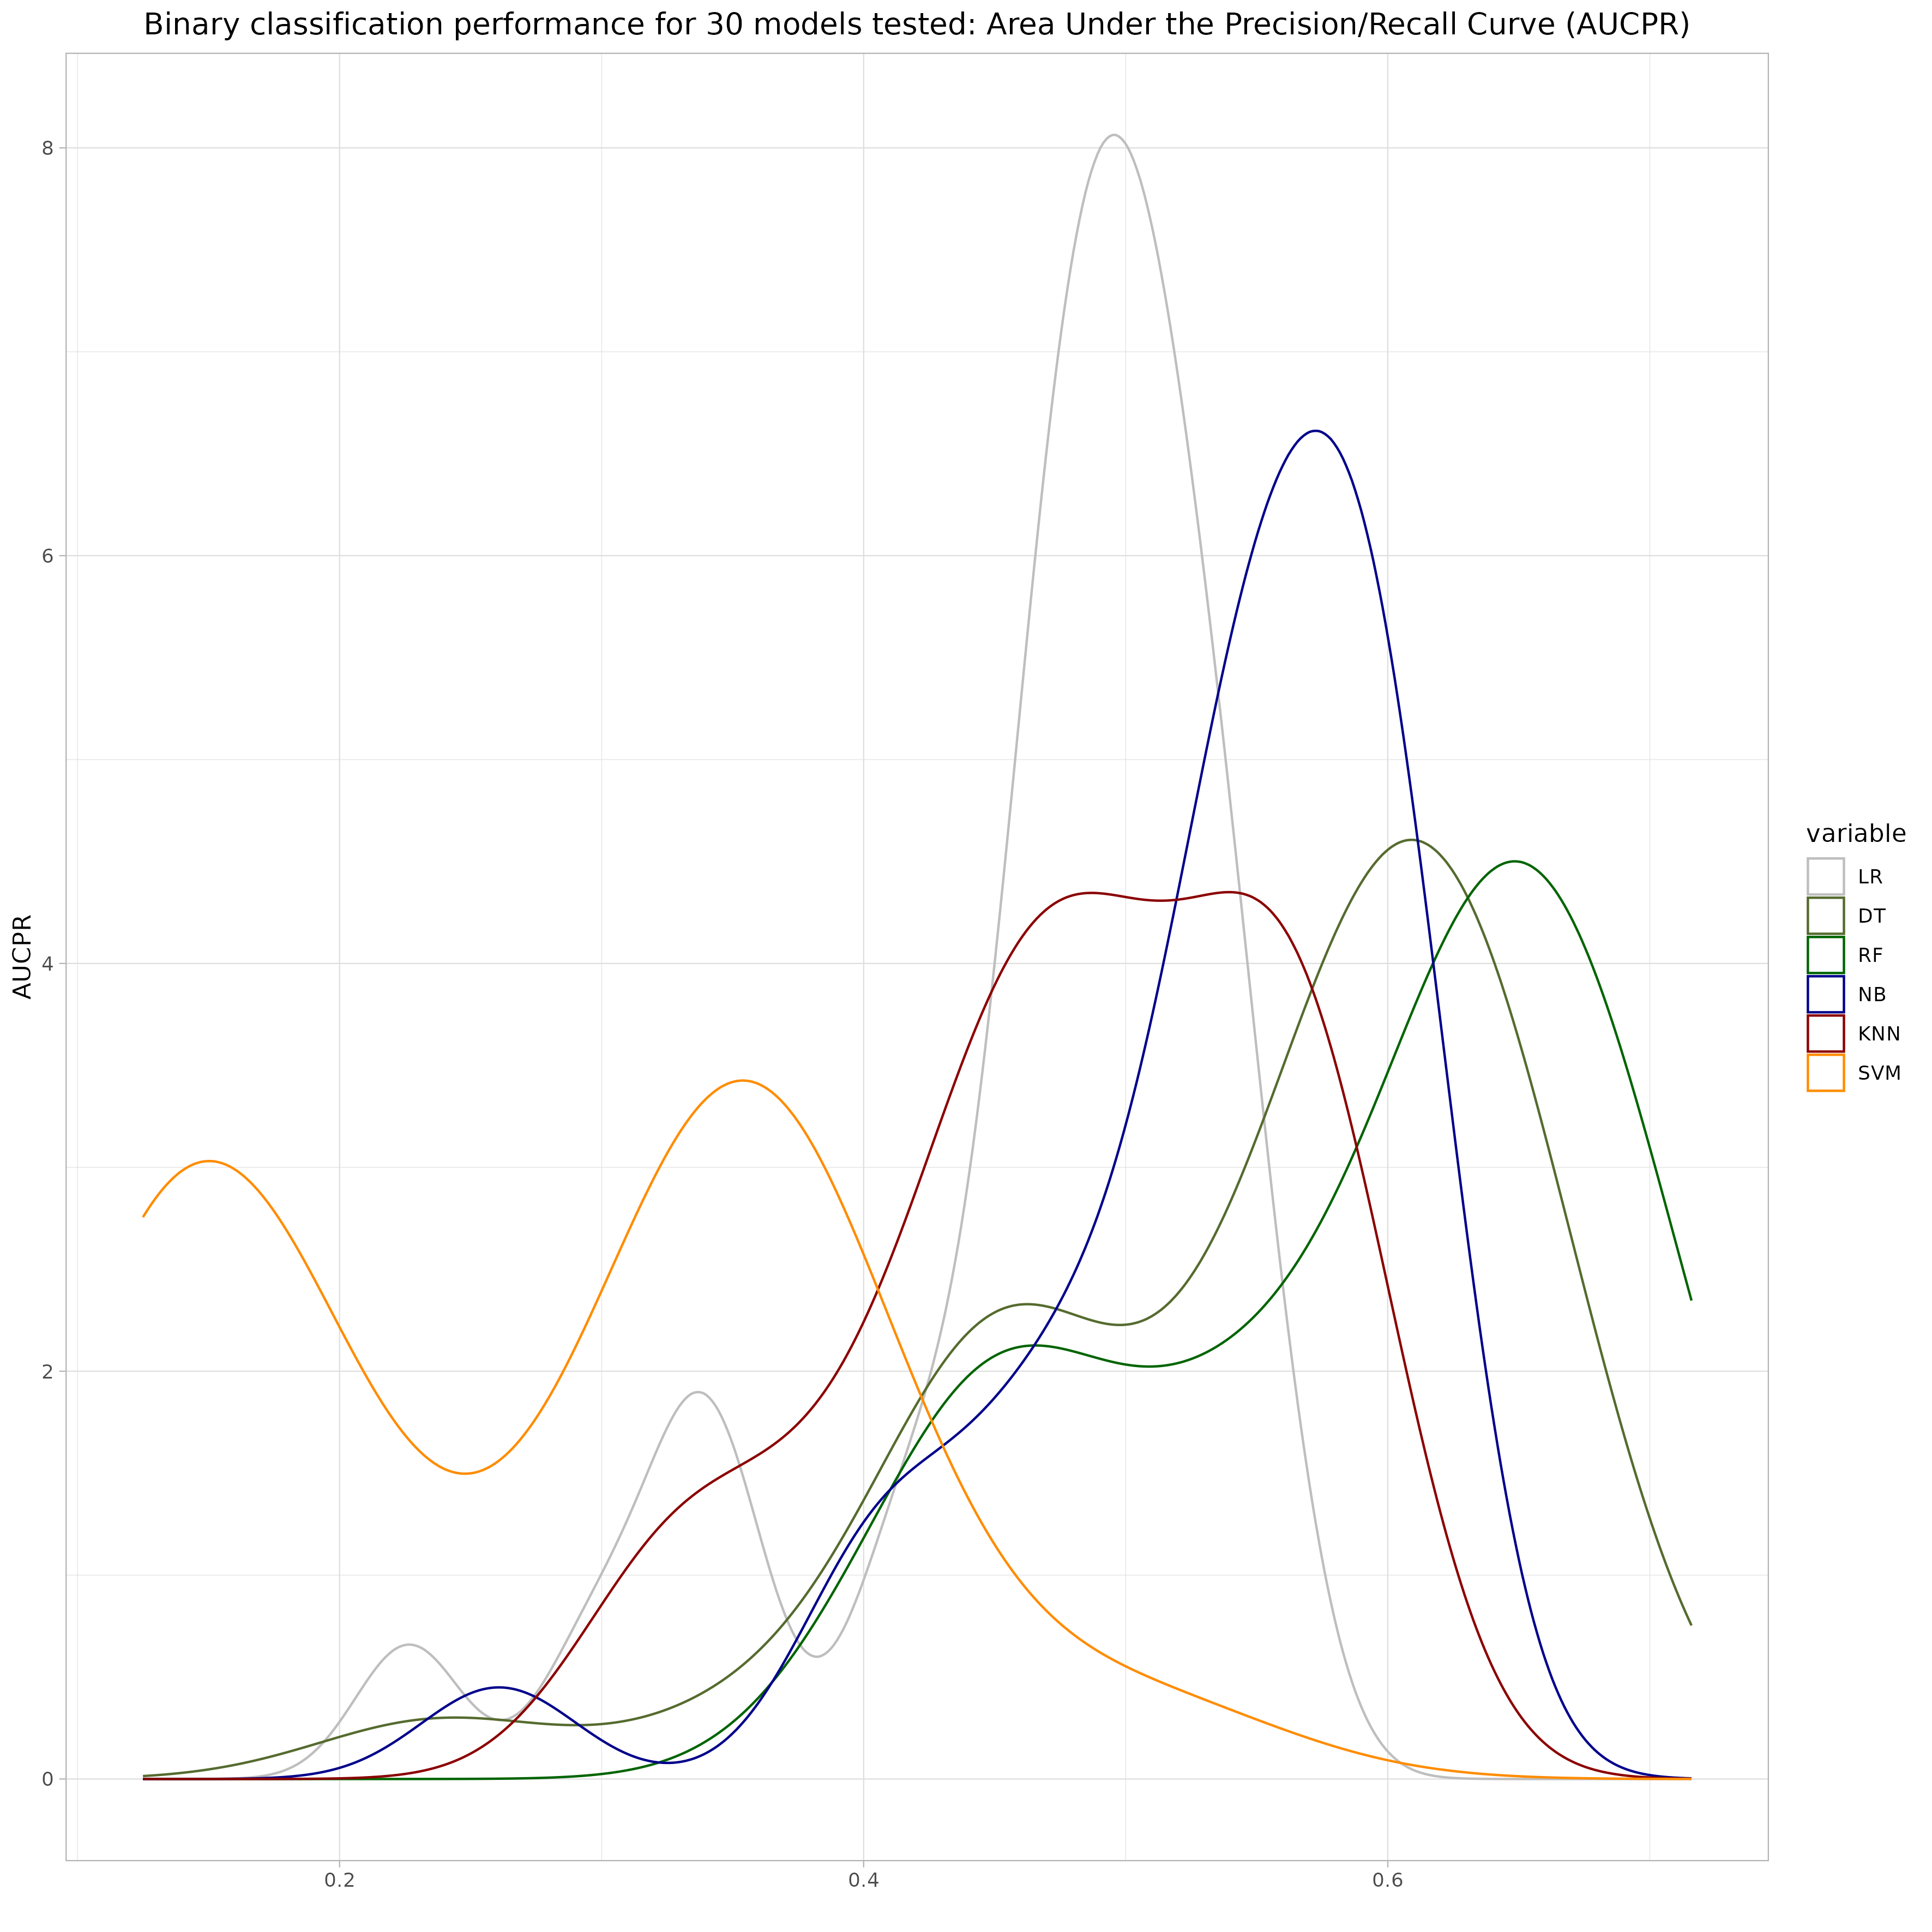 Binary classification performance for 30 models tested: Area Under the Precision/Recall Curve (AUCPR)
8
6
4
2
0
AUCPR
0.2
0.4
0.6
variable
LR
DT
RF
NB
KNN
SVM